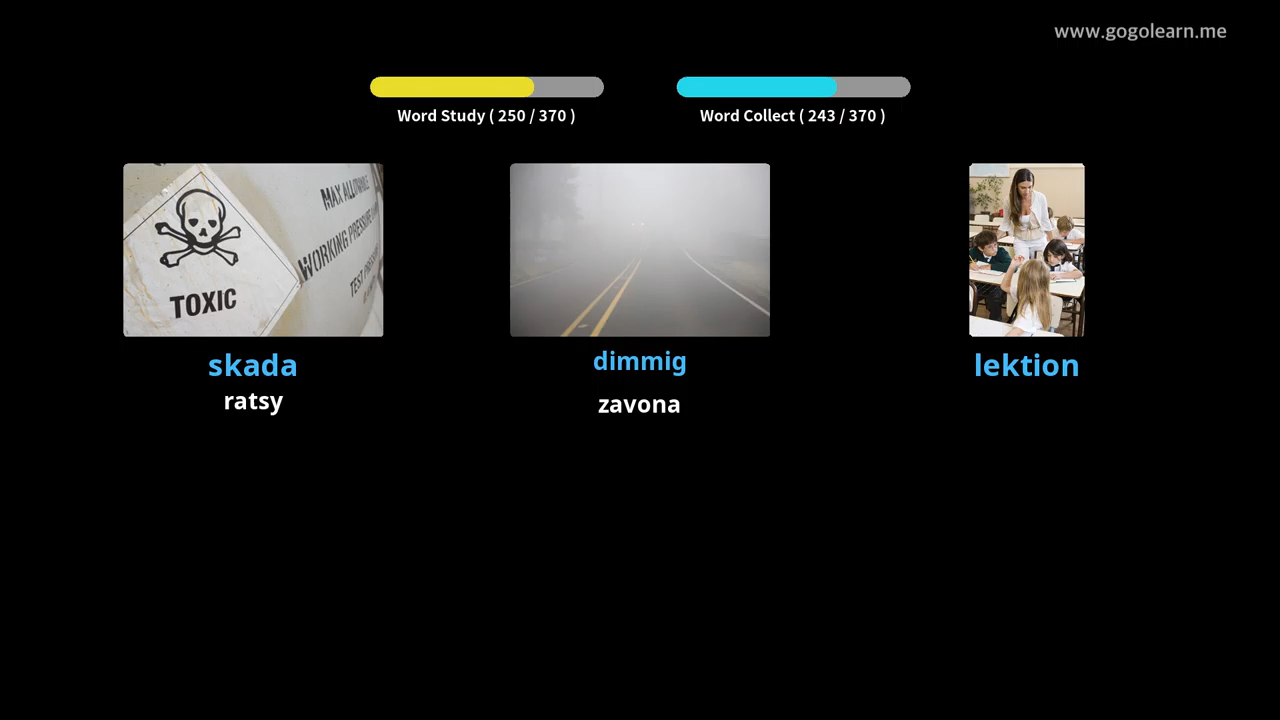 www.gogolearn.me
Word Study ( 250 / 370 )
Word Collect ( 243 / 370 )
TOXIC
MAX ALLOWABLE
WORKING PRESSURE
TEST
skada
ratsy
dimmig
zavona
lektion